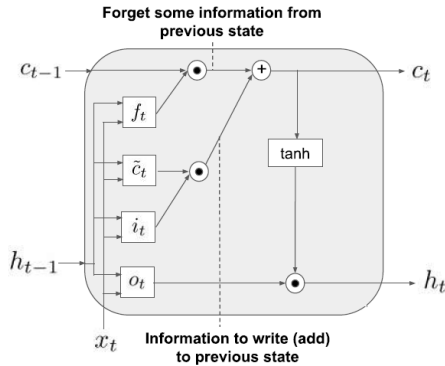 Forget some information from
previous state
c_{t-1}
c_t
f_t
c̃_t
tanh
i_t
h_{t-1}
o_t
h_t
x_t
Information to write (add)
to previous state